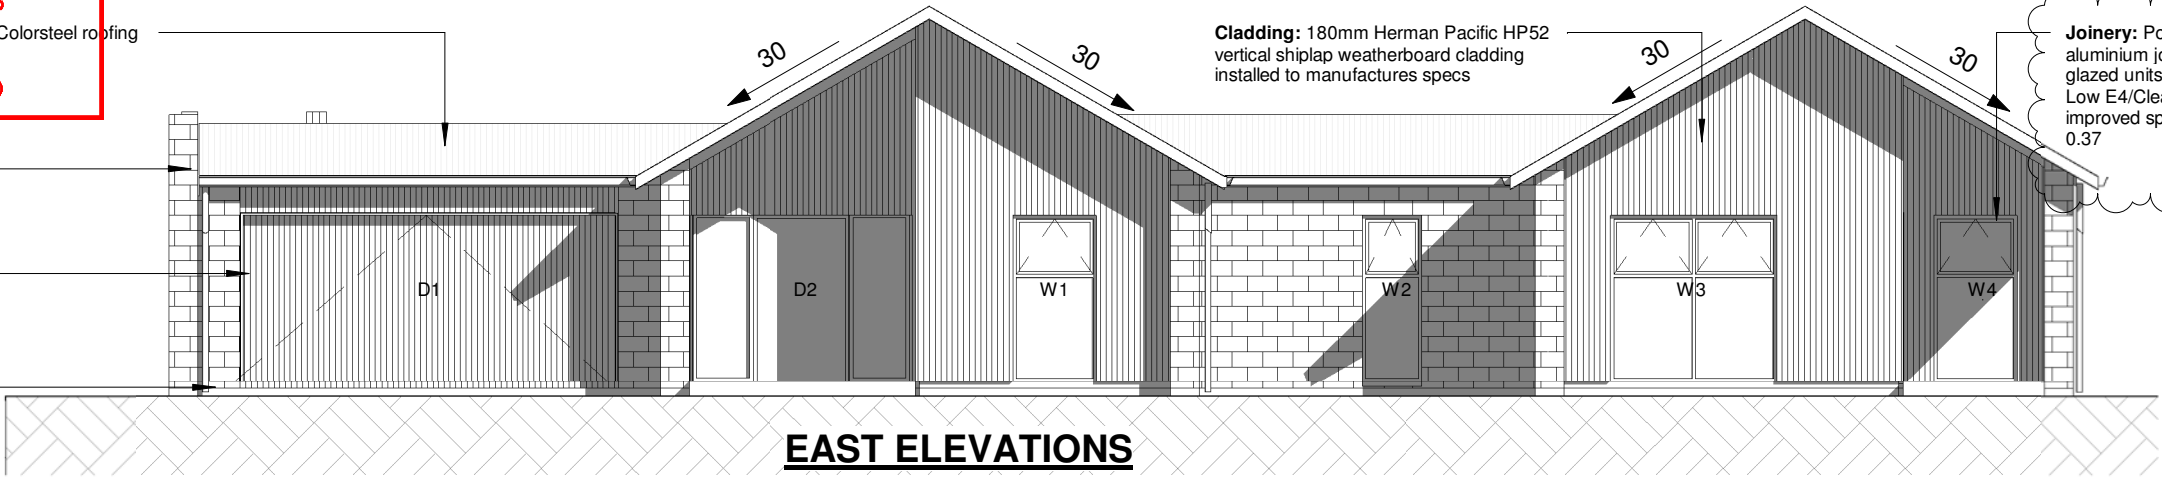 Colorsteel roofing
30
30
Cladding: 180mm Herman Pacific HP52
vertical shiplap weatherboard cladding
installed to manufactures specs
30
30
Joinery:
aluminium
glazed units
Low
improved
0.37
D1
D2
W1
W2
W3
W4
EAST ELEVATIONS